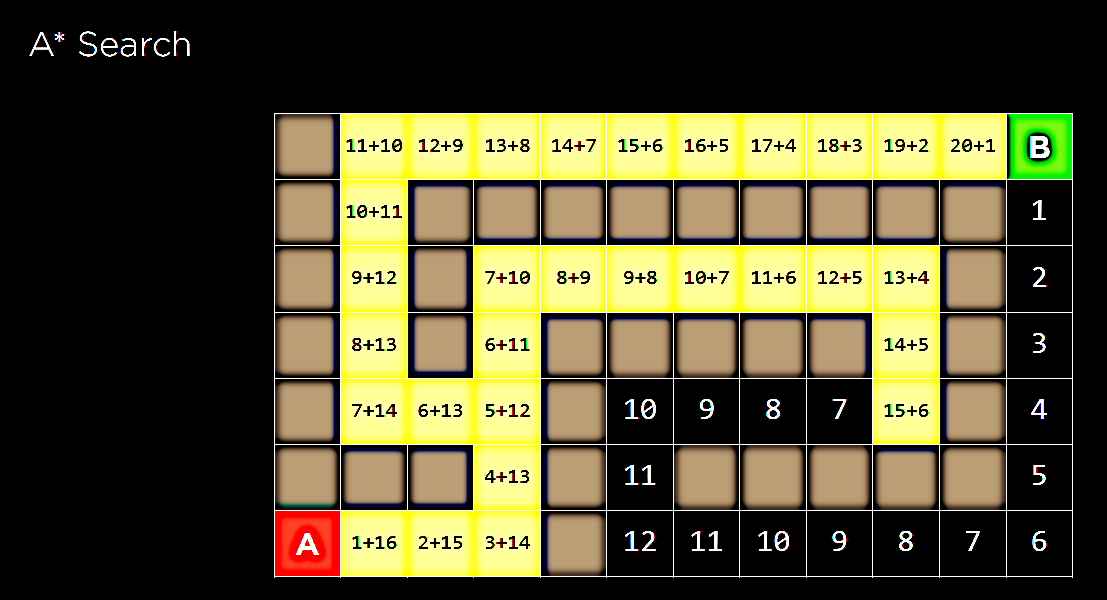 A* Search
11+10 12+9 13+8 14+7 15+6 16+5 17+4 18+3 19+2 20+1 B
10+11 1
9+12 7+10 8+9 9+8 10+7 11+6 12+5 13+4 2
8+13 6+11 14+5 3
7+14 6+13 5+12 10 9 8 7 15+6 4
4+13 11 5
A 1+16 2+15 3+14 12 11 10 9 8 7 6